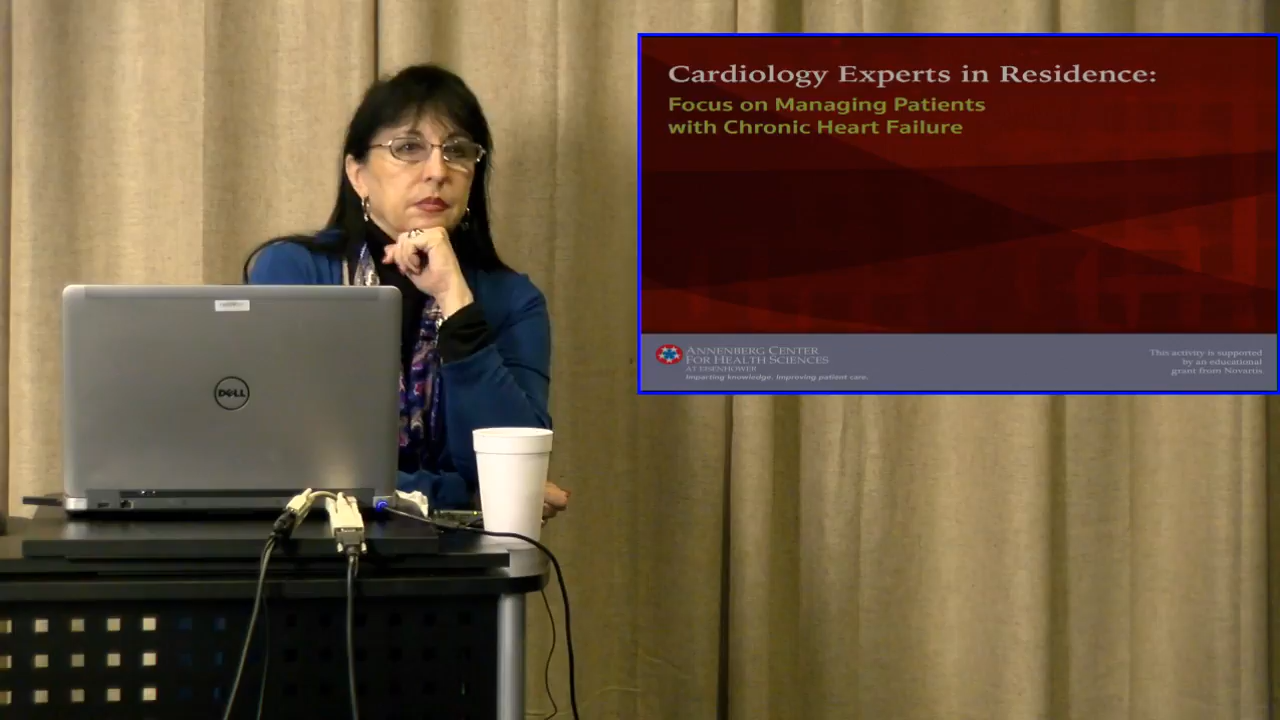 Cardiology Experts in Residence:
Focus on Managing Patients
with Chronic Heart Failure
ANNENBERG CENTER
FOR HEALTH SCIENCES
AT EISENHOWER
Impacting knowledge. Improving patient care.
This activity is supported
by an educational
grant from Novartis
DELL